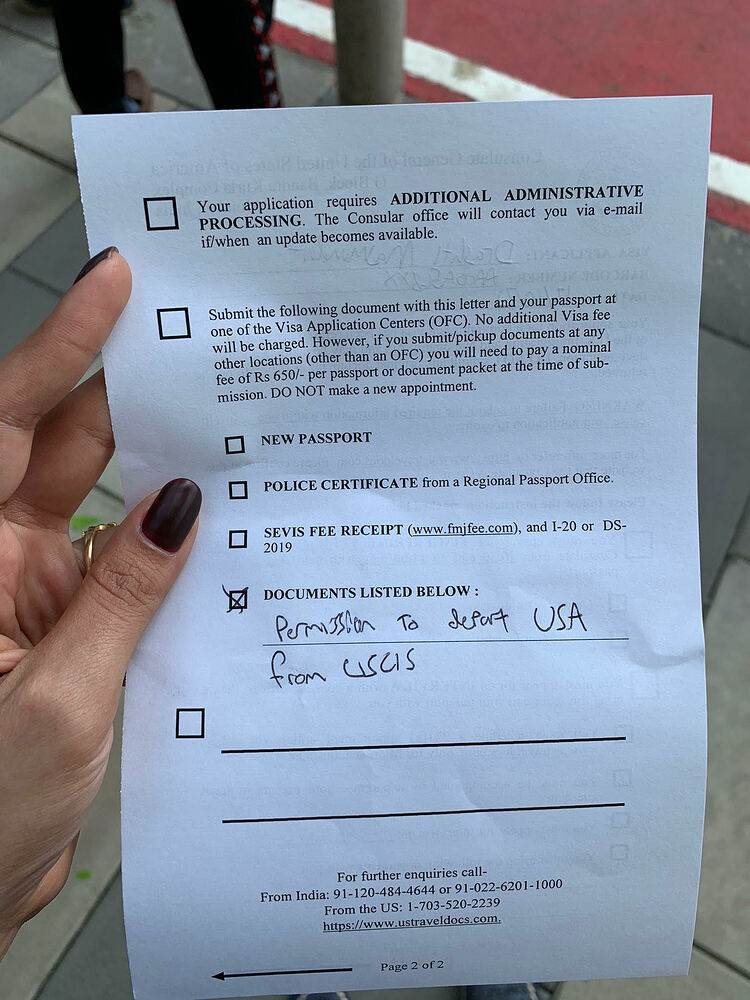 Your application requires ADDITIONAL ADMINISTRATIVE
PROCESSING. The Consular office will contact you via e-mail
if/when an update becomes available.
Submit the following document with this letter and your passport at
one of the Visa Application Centers (OFC). No additional Visa fee
will be charged. However, if you submit/pickup documents at any
other locations (other than an OFC) you will need to pay a nominal
fee of Rs 650/- per passport or document packet at the time of sub-
mission. DO NOT make a new appointment.
NEW PASSPORT
POLICE CERTIFICATE from a Regional Passport Office.
SEVIS FEE RECEIPT (www.fmjfee.com), and I-20 or DS-
2019
DOCUMENTS LISTED BELOW :
Permission To depart USA
from USCIS
For further enquiries call-
From India: 91-120-484-4644 or 91-022-6201-1000
From the US: 1-703-520-2239
https://www.ustraveldocs.com.
Page 2 of 2